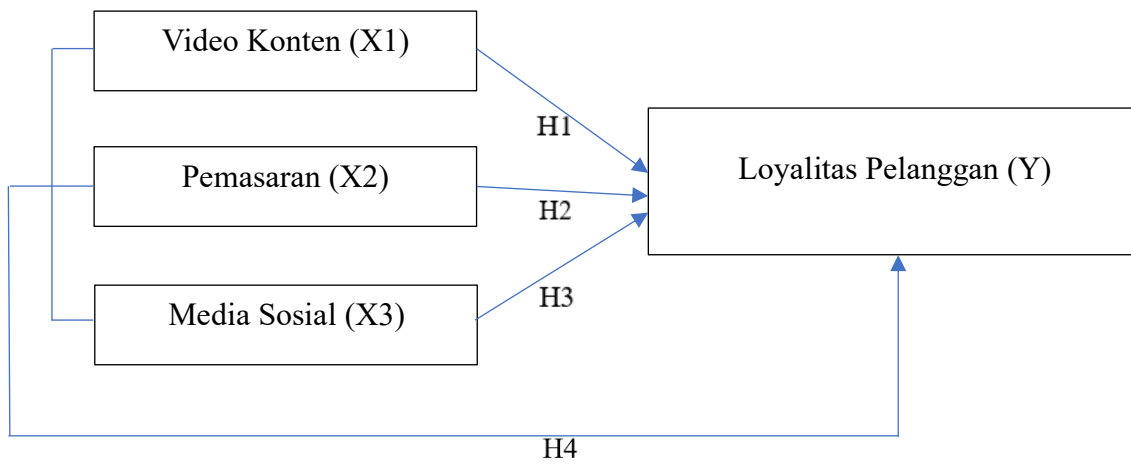 Video Konten (X1)
H1
Pemasaran (X2)
Loyalitas Pelanggan (Y)
H2
Media Sosial (X3)
H3
H4